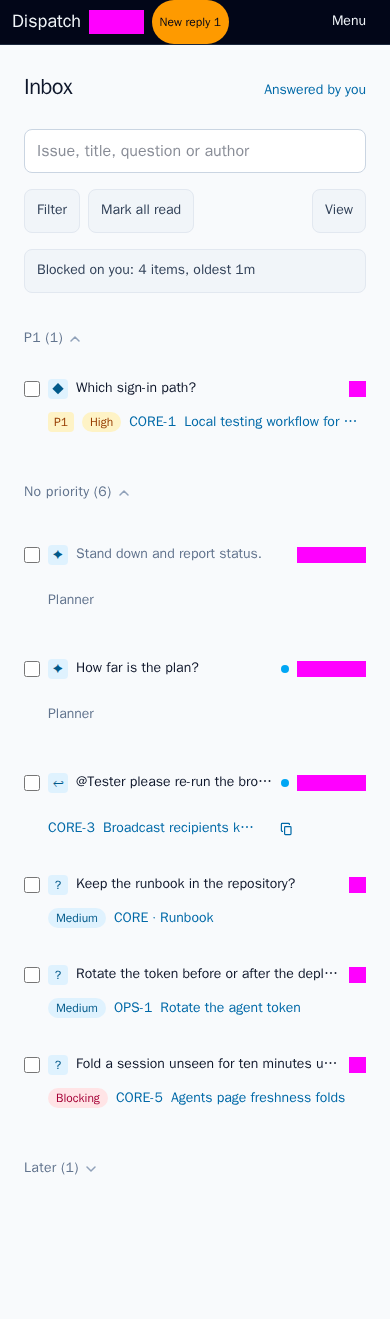 Dispatch New reply 1 Menu
Inbox Answered by you
Issue, title, question or author
Filter Mark all read View
Blocked on you: 4 items, oldest 1m
P1 (1)
Which sign-in path?
P1 High CORE-1 Local testing workflow for ···
No priority (6)
Stand down and report status.
Planner
How far is the plan?
Planner
@Tester please re-run the bro···
CORE-3 Broadcast recipients k···
? Keep the runbook in the repository?
Medium CORE · Runbook
? Rotate the token before or after the depl···
Medium OPS-1 Rotate the agent token
? Fold a session unseen for ten minutes u···
Blocking CORE-5 Agents page freshness folds
Later (1)